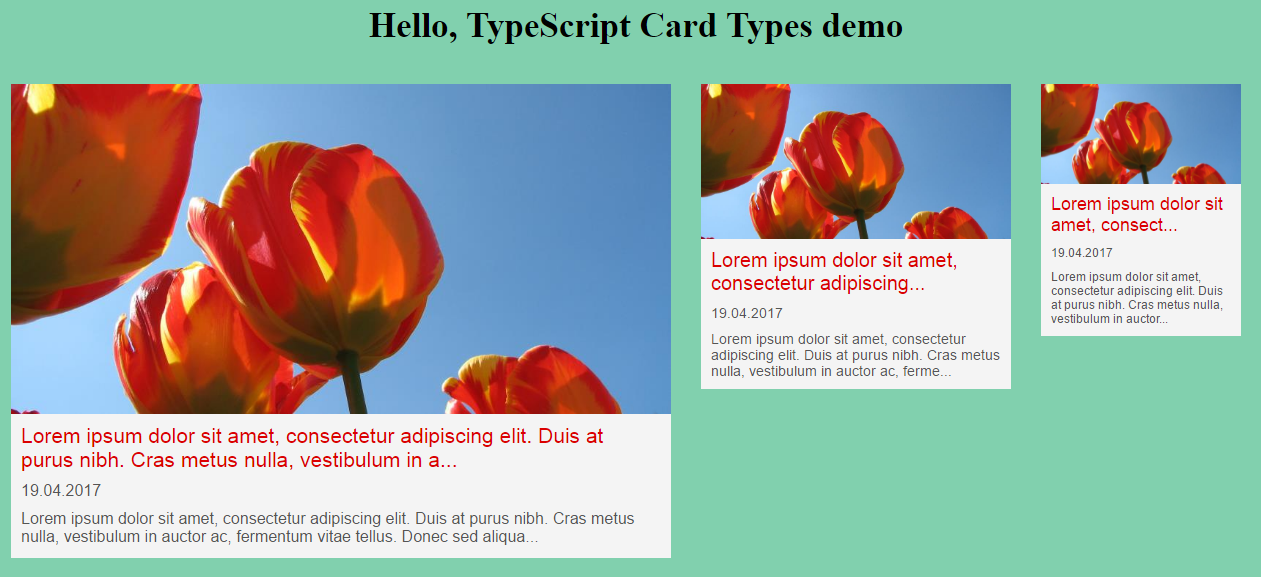 Hello, TypeScript Card Types demo
Lorem ipsum dolor sit amet, consectetur adipiscing elit. Duis at
purus nibh. Cras metus nulla, vestibulum in a...
19.04.2017
Lorem ipsum dolor sit amet, consectetur adipiscing elit. Duis at purus nibh. Cras metus
nulla, vestibulum in auctor ac, fermentum vitae tellus. Donec sed aliqua...
Lorem ipsum dolor sit amet,
consectetur adipiscing...
19.04.2017
Lorem ipsum dolor sit amet, consectetur
adipiscing elit. Duis at purus nibh. Cras metus
nulla, vestibulum in auctor ac, ferme...
Lorem ipsum dolor sit
amet, consect...
19.04.2017
Lorem ipsum dolor sit amet,
consectetur adipiscing elit. Duis
at purus nibh. Cras metus nulla,
vestibulum in auctor...